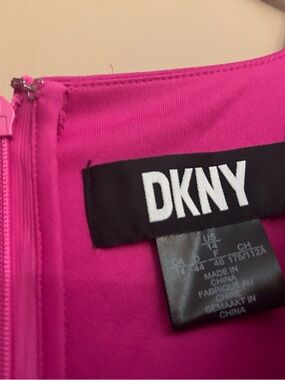 DKNY
US
14
CA D F CH
14 44 46 175/112A
MADE IN
CHINA
FABRIQUÉ AU
CHINE
GEMAAKT IN
CHINA